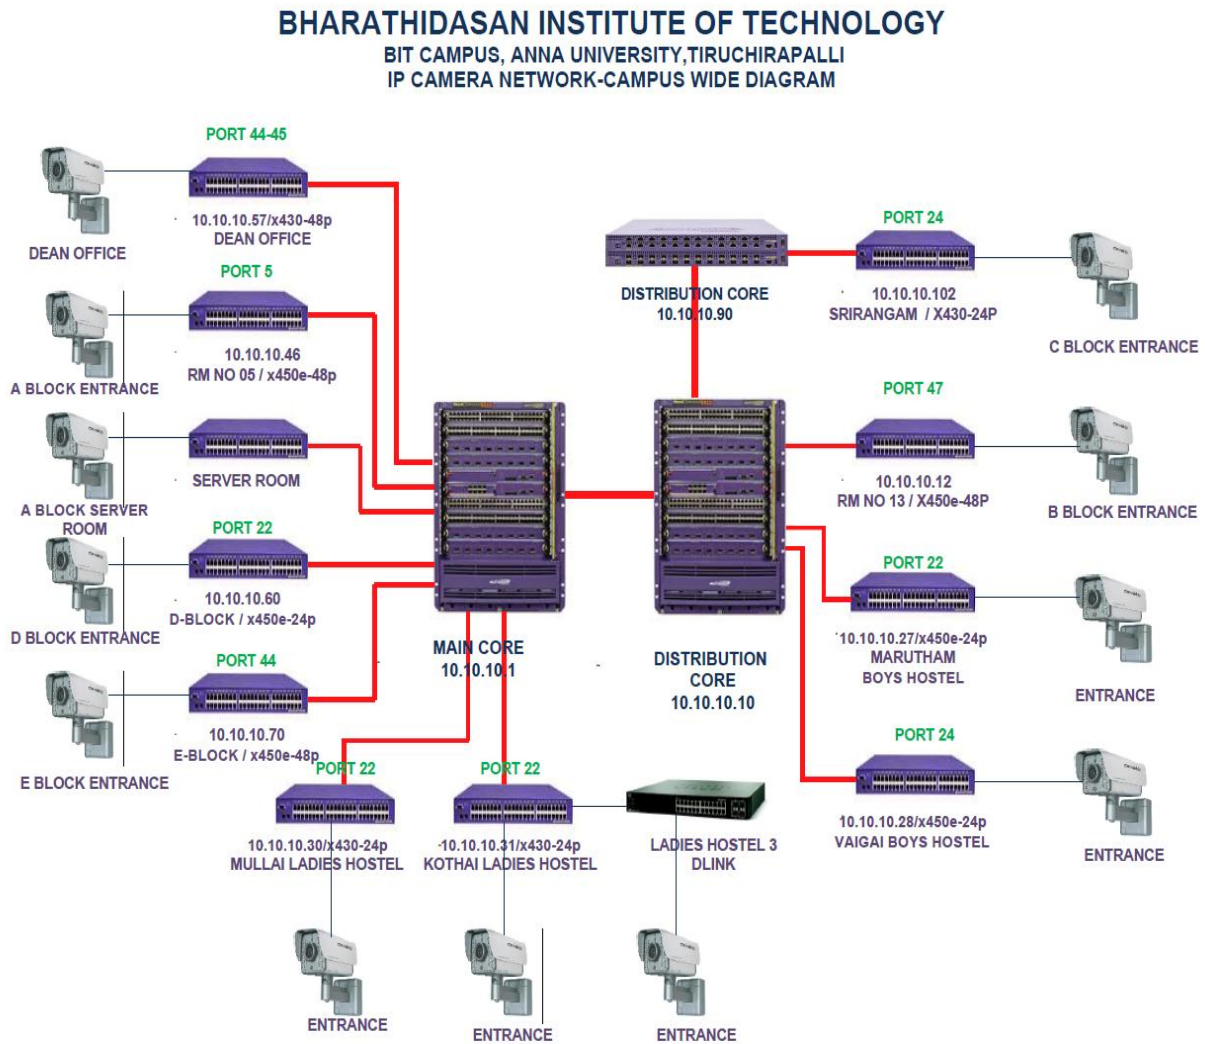 BHARATHIDASAN INSTITUTE OF TECHNOLOGY
BIT CAMPUS, ANNA UNIVERSITY,TIRUCHIRAPALLI
IP CAMERA NETWORK-CAMPUS WIDE DIAGRAM
PORT 44-45
10.10.10.57/x430-48p
DEAN OFFICE
DEAN OFFICE
PORT 5
10.10.10.46
RM NO 05 / x450e-48p
A BLOCK ENTRANCE
SERVER ROOM
A BLOCK SERVER
ROOM
PORT 22
10.10.10.60
D-BLOCK / x450e-24p
D BLOCK ENTRANCE
PORT 44
10.10.10.70
E-BLOCK / x450e-48p
E BLOCK ENTRANCE
MAIN CORE
10.10.10.1
DISTRIBUTION
CORE
10.10.10.10
DISTRIBUTION CORE
10.10.10.90
PORT 24
10.10.10.102
SRIRANGAM / X430-24P
C BLOCK ENTRANCE
PORT 47
10.10.10.12
RM NO 13 / X450e-48P
B BLOCK ENTRANCE
PORT 22
10.10.10.27/x450e-24p
MARUTHAM
BOYS HOSTEL
ENTRANCE
PORT 24
10.10.10.28/x450e-24p
VAIGAI BOYS HOSTEL
ENTRANCE
PORT 22
10.10.10.30/x430-24p
MULLAI LADIES HOSTEL
ENTRANCE
PORT 22
10.10.10.31/x430-24p
KOTHAI LADIES HOSTEL
ENTRANCE
LADIES HOSTEL 3
DLINK
ENTRANCE